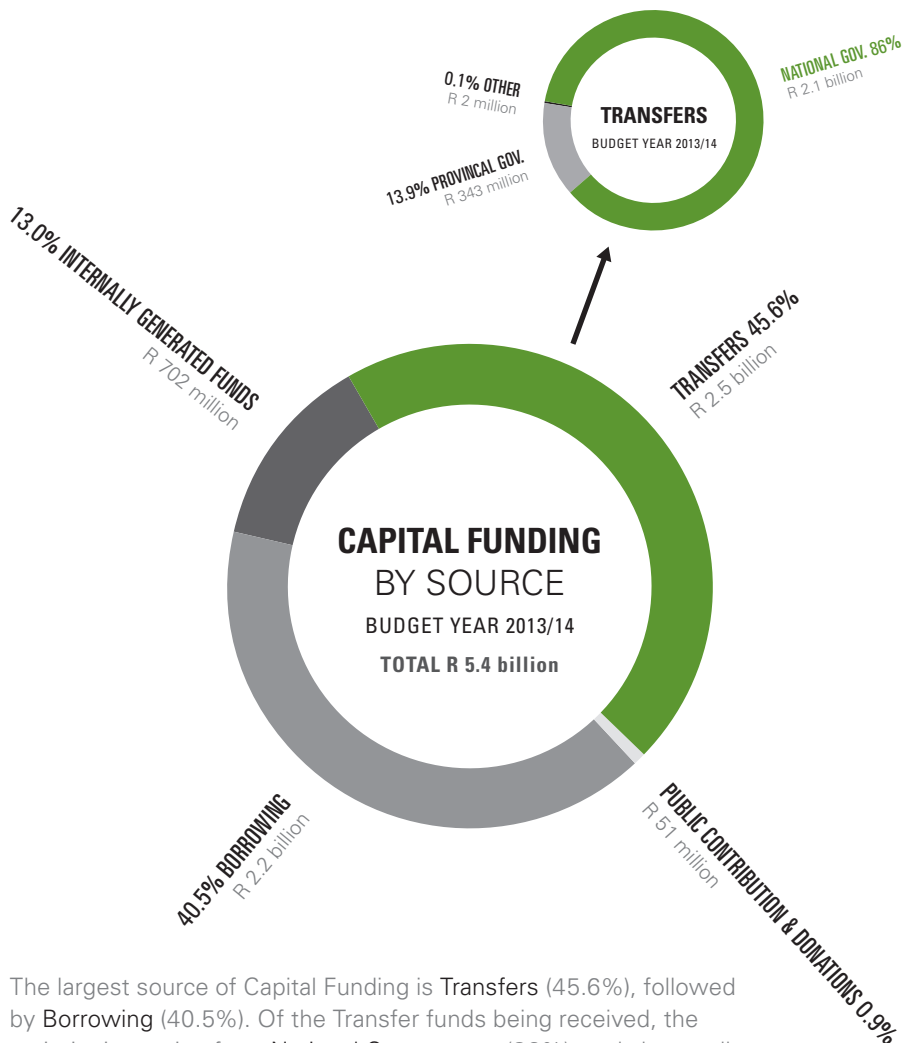 0.1% OTHER
R 2 million
NATIONAL GOV. 86%
R 2.1 billion
TRANSFERS
BUDGET YEAR 2013/14
13.9% PROVINCAL GOV.
R 343 million
13.0% INTERNALLY GENERATED FUNDS
R 702 million
TRANSFERS 45.6%
R 2.5 billion
CAPITAL FUNDING
BY SOURCE
BUDGET YEAR 2013/14
TOTAL R 5.4 billion
40.5% BORROWING
R 2.2 billion
PUBLIC CONTRIBUTION & DONATIONS 0.9%
R 51 million
The largest source of Capital Funding is Transfers (45.6%), followed
by Borrowing (40.5%). Of the Transfer funds being received, the